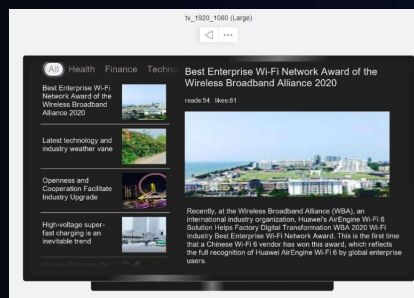 tv_1920_1080 (Large)
All Health Finance Techno
Best Enterprise Wi-Fi
Network Award of the
Wireless Broadband
Alliance 2020
Latest technology and
industry weather vane
Openness and
Cooperation Facilitate
Industry Upgrade
High-voltage super-
fast charging is an
inevitable trend
Best Enterprise Wi-Fi Network Award of the
Wireless Broadband Alliance 2020
reads:54 likes:81
Recently, at the Wireless Broadband Alliance (WBA), an
international industry organization, Huawei's AirEngine Wi-Fi 6
Solution Helps Factory Digital Transformation WBA 2020 Wi-Fi
Industry Best Enterprise Wi-Fi Network Award. This is the first time
that a Chinese Wi-Fi 6 vendor has won this award, which reflects
the full recognition of Huawei AirEngine Wi-Fi 6 by global enterprise
users.